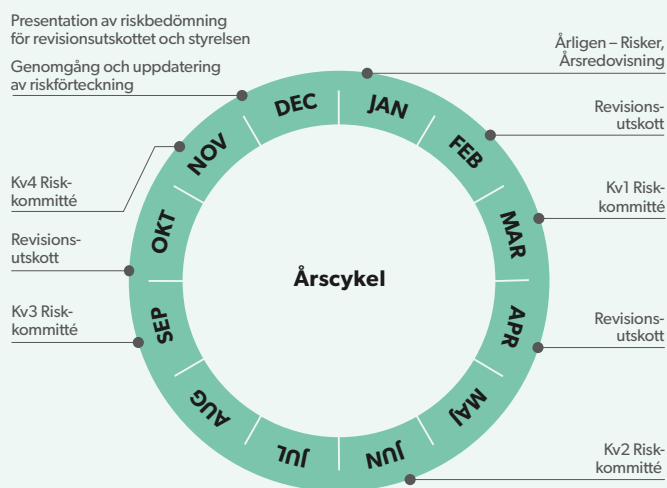 Presentation av riskbedömning
för revisionsutskottet och styrelsen
Genomgång och uppdatering
av riskförteckning
Årligen – Risker,
Årsredovisning
Revisions-
utskott
Kv1 Risk-
kommitté
Revisions-
utskott
Kv2 Risk-
kommitté
Kv4 Risk-
kommitté
Revisions-
utskott
Kv3 Risk-
kommitté
JAN
FEB
MAR
APR
MAJ
JUN
JUL
AUG
SEP
OKT
NOV
DEC
Årscykel